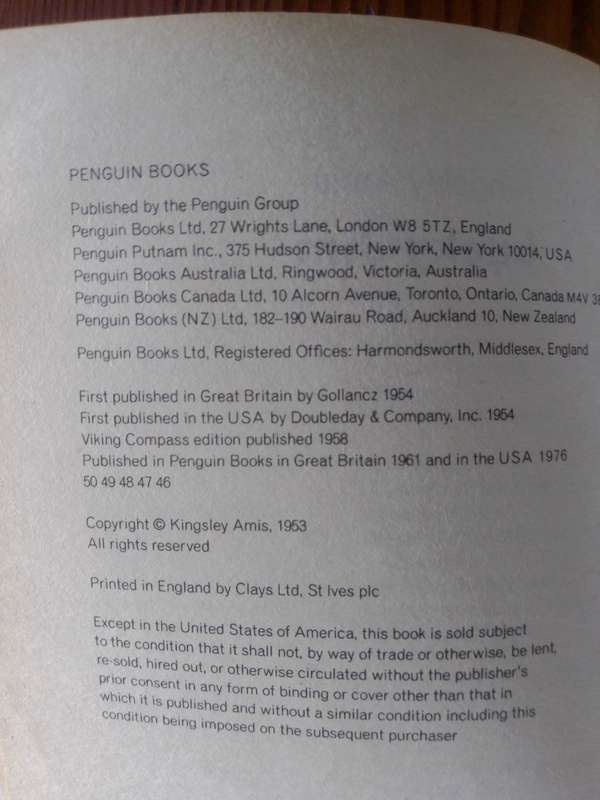 PENGUIN BOOKS
Published by the Penguin Group
Penguin Books Ltd, 27 Wrights Lane, London W8 5TZ, England
Penguin Putnam Inc., 375 Hudson Street, New York, New York 10014, USA
Penguin Books Australia Ltd, Ringwood, Victoria, Australia
Penguin Books Canada Ltd, 10 Alcorn Avenue, Toronto, Ontario, Canada M4V
Penguin Books (NZ) Ltd, 182–190 Wairau Road, Auckland 10, New Zealand
Penguin Books Ltd, Registered Offices: Harmondsworth, Middlesex, England
First published in Great Britain by Gollancz 1954
First published in the USA by Doubleday & Company, Inc. 1954
Viking Compass edition published 1958
Published in Penguin Books in Great Britain 1961 and in the USA 1976
50 49 48 47 46
Copyright © Kingsley Amis, 1953
All rights reserved
Printed in England by Clays Ltd, St Ives plc
Except in the United States of America, this book is sold subject
to the condition that it shall not, by way of trade or otherwise, be lent,
re-sold, hired out, or otherwise circulated without the publisher's
prior consent in any form of binding or cover other than that in
which it is published and without a similar condition including this
condition being imposed on the subsequent purchaser